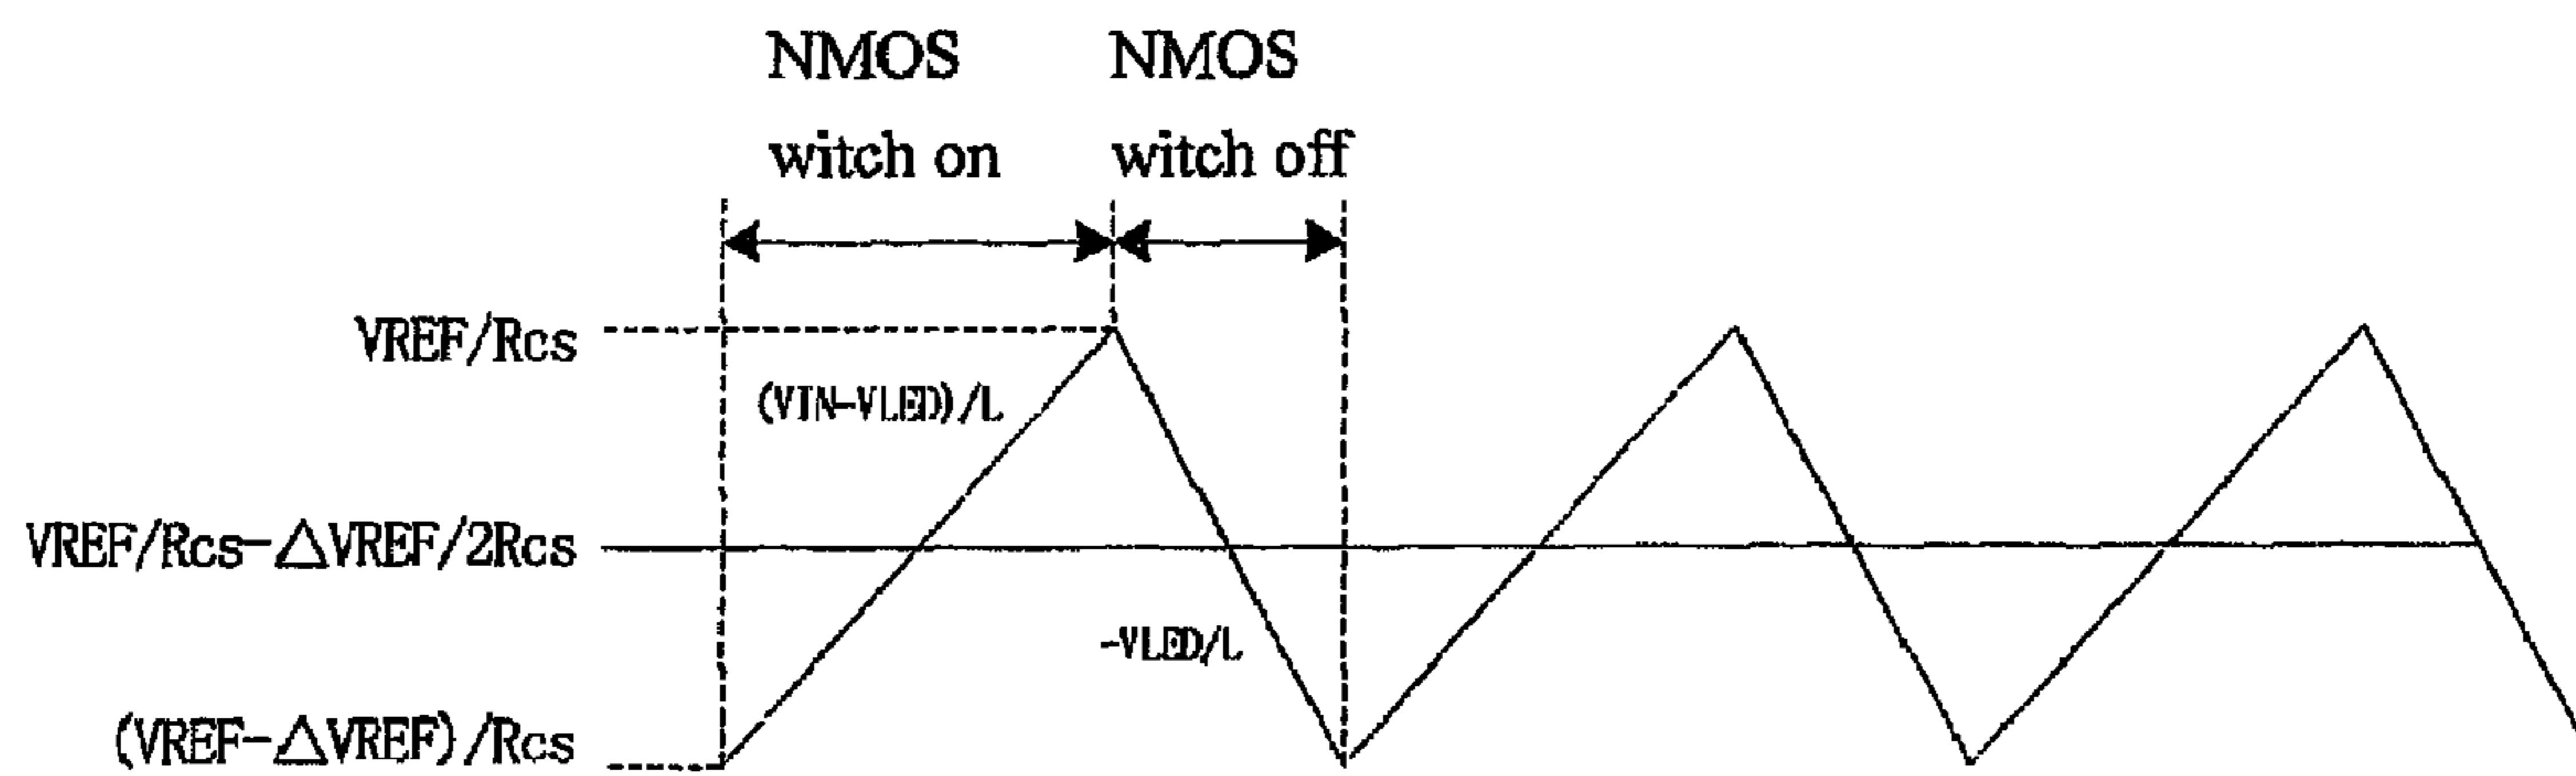 NMOS
witch on
NMOS
witch off
VREF/Rcs
(VIN-VLED)/L
VREF/Rcs-△VREF/2Rcs
-VLED/L
(VREF-△VREF)/Rcs